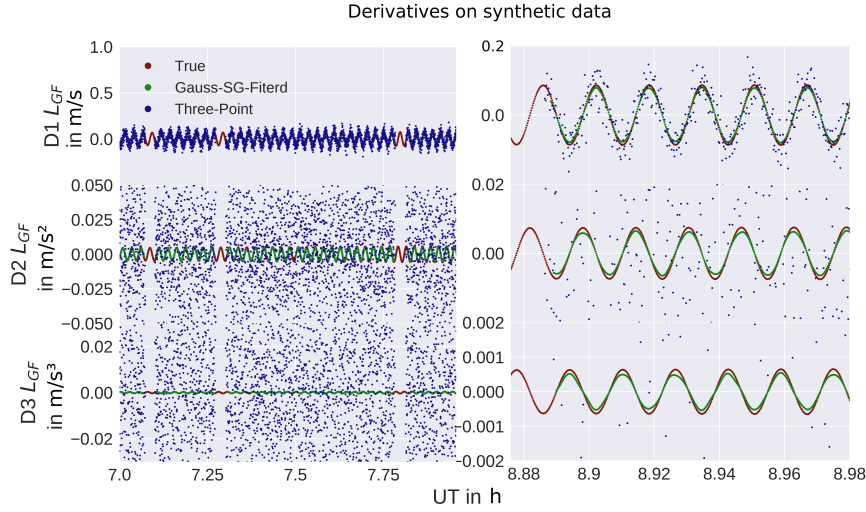 Derivatives on synthetic data
True
Gauss-SG-Fiterd
Three-Point
D1 L_GF
in m/s
1.0
0.5
0.0
D2 L_GF
in m/s²
0.050
0.025
0.000
−0.025
−0.050
D3 L_GF
in m/s³
0.02
0.00
−0.02
7.0
7.25
7.5
7.75
0.2
0.0
0.02
0.00
0.002
0.001
0.000
−0.001
−0.002
8.88
8.9
8.92
8.94
8.96
8.98
UT in h